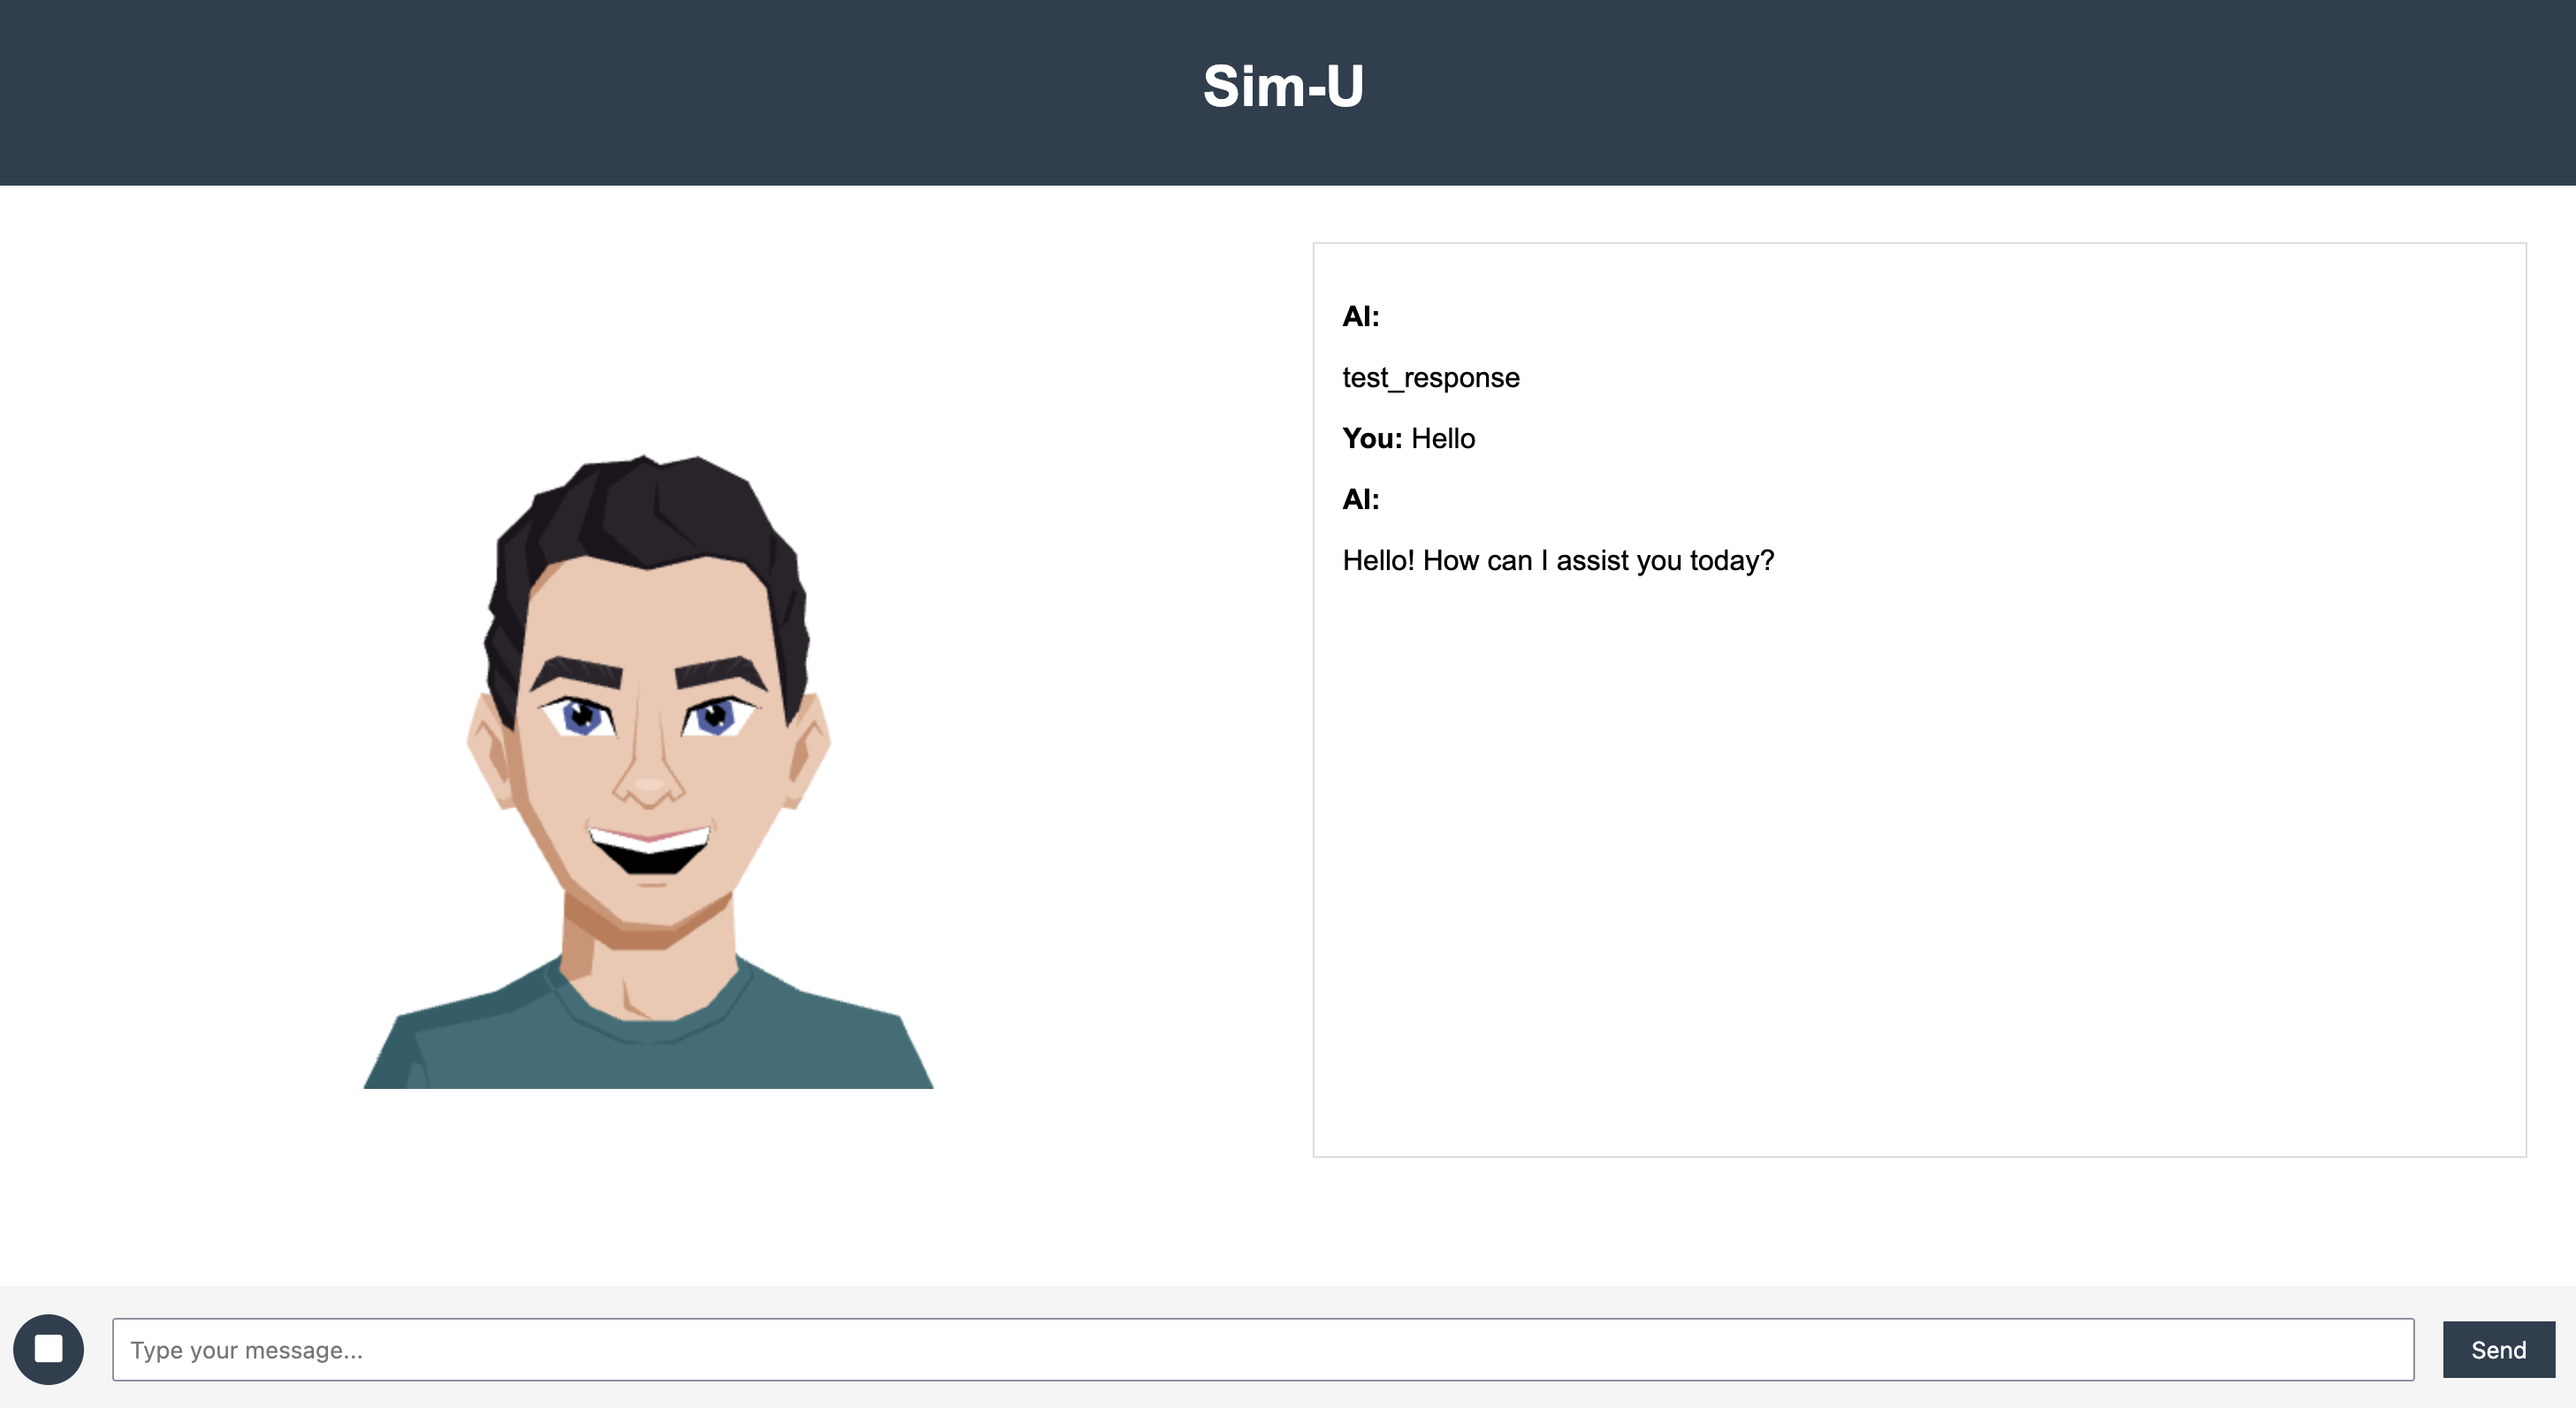 Sim-U
AI:
test_response
You: Hello
AI:
Hello! How can I assist you today?
Type your message...
Send